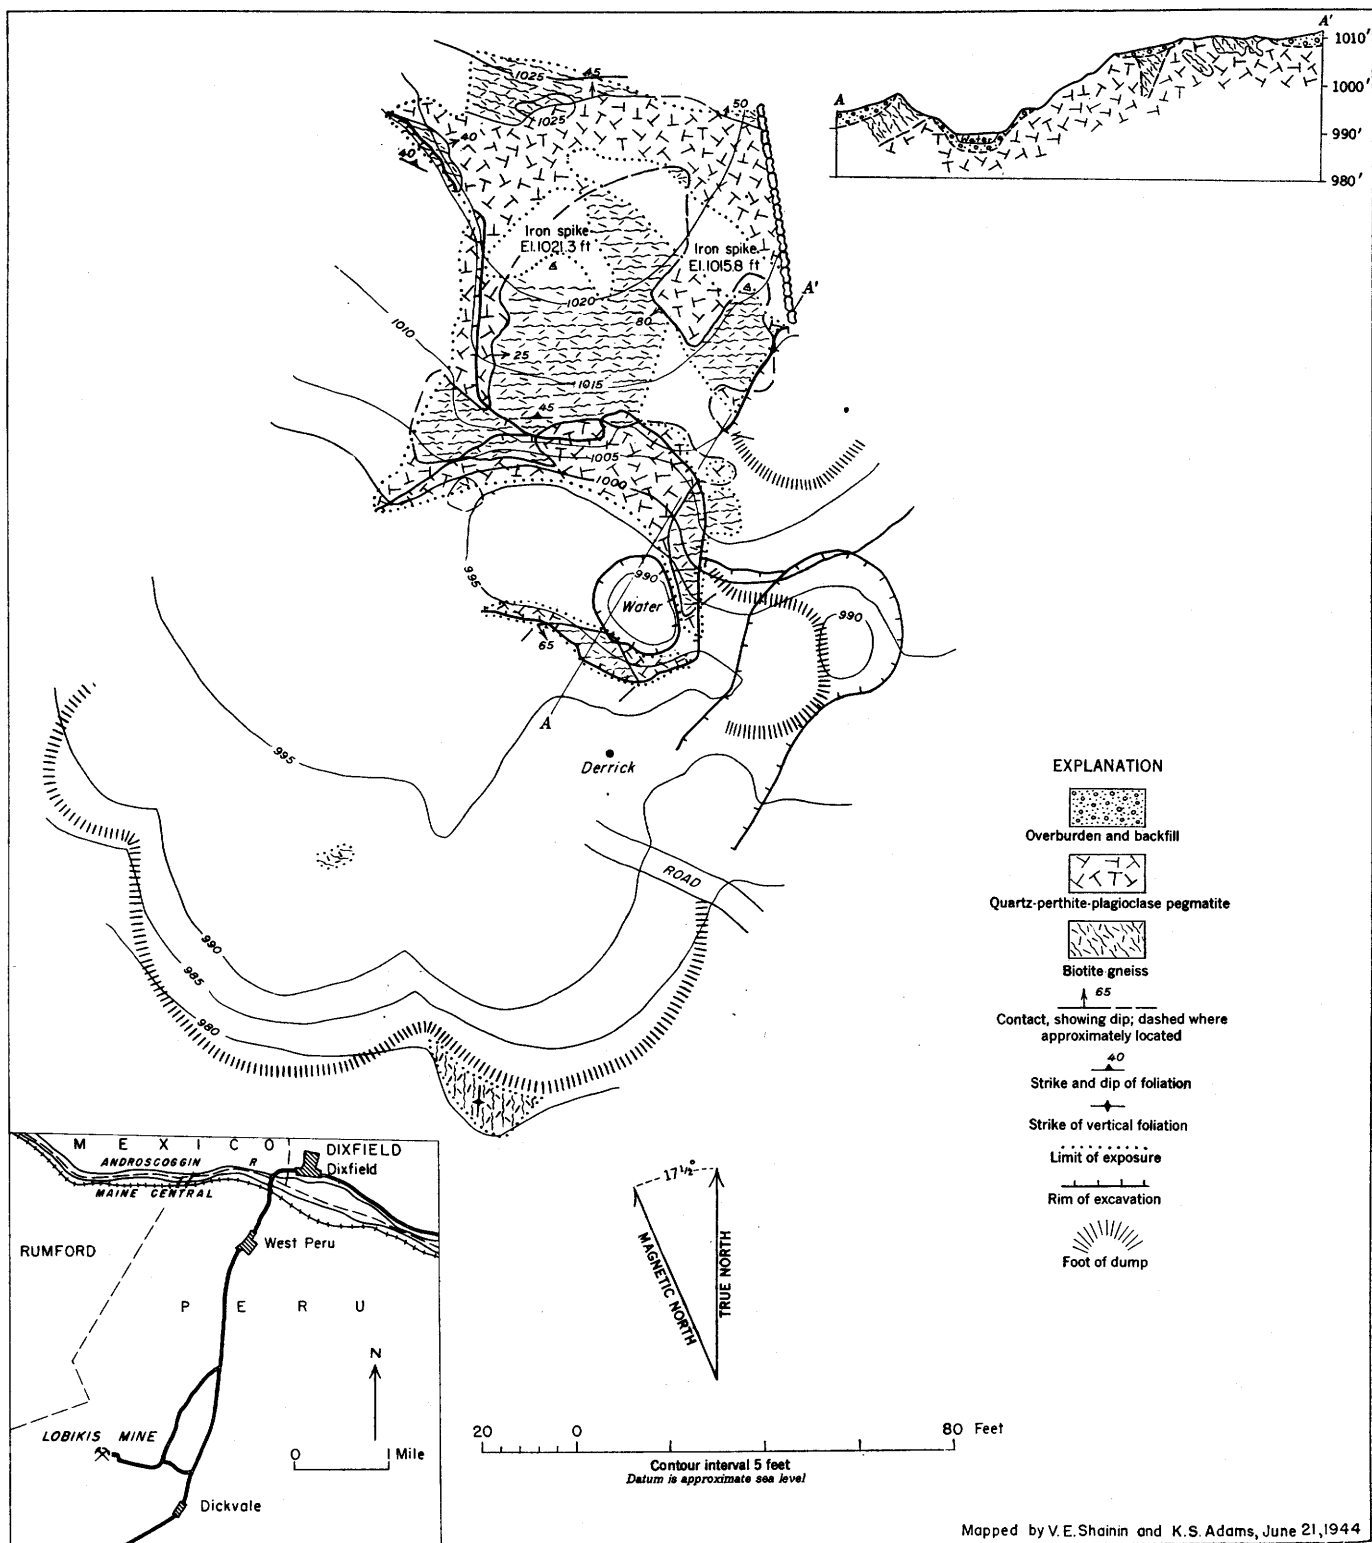 A'
1010'
1000'
990'
980'
A
Water
1025
45
1025
50
40
40
Iron spike
El.1021.3 ft
Iron spike
El.1015.8 ft
A'
1020
80
1010
25
1015
45
1005
1000
995
990
Water
990
65
A
995
Derrick
ROAD
990
985
980
EXPLANATION
Overburden and backfill
Quartz-perthite-plagioclase pegmatite
Biotite gneiss
65
Contact, showing dip; dashed where
approximately located
40
Strike and dip of foliation
Strike of vertical foliation
Limit of exposure
Rim of excavation
Foot of dump
MEXICO
DIXFIELD
ANDROSCOGGIN R
Dixfield
MAINE CENTRAL
West Peru
RUMFORD
PERU
N
LOBIKIS MINE
0 1 Mile
Dickvale
17 1/2°
MAGNETIC NORTH
TRUE NORTH
20 0 80 Feet
Contour interval 5 feet
Datum is approximate sea level
Mapped by V.E.Shainin and K.S.Adams, June 21,1944